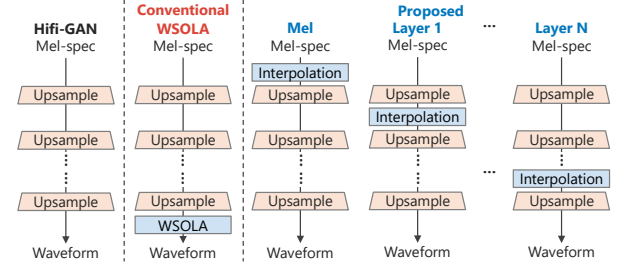 Hifi-GAN
Mel-spec
Upsample
Upsample
Upsample
Waveform
Conventional
WSOLA
Mel-spec
Upsample
Upsample
Upsample
WSOLA
Waveform
Proposed
Mel
Mel-spec
Interpolation
Upsample
Upsample
Upsample
Waveform
Layer 1
Mel-spec
Upsample
Interpolation
Upsample
Upsample
Waveform
...
...
Layer N
Mel-spec
Upsample
Upsample
Interpolation
Upsample
Waveform